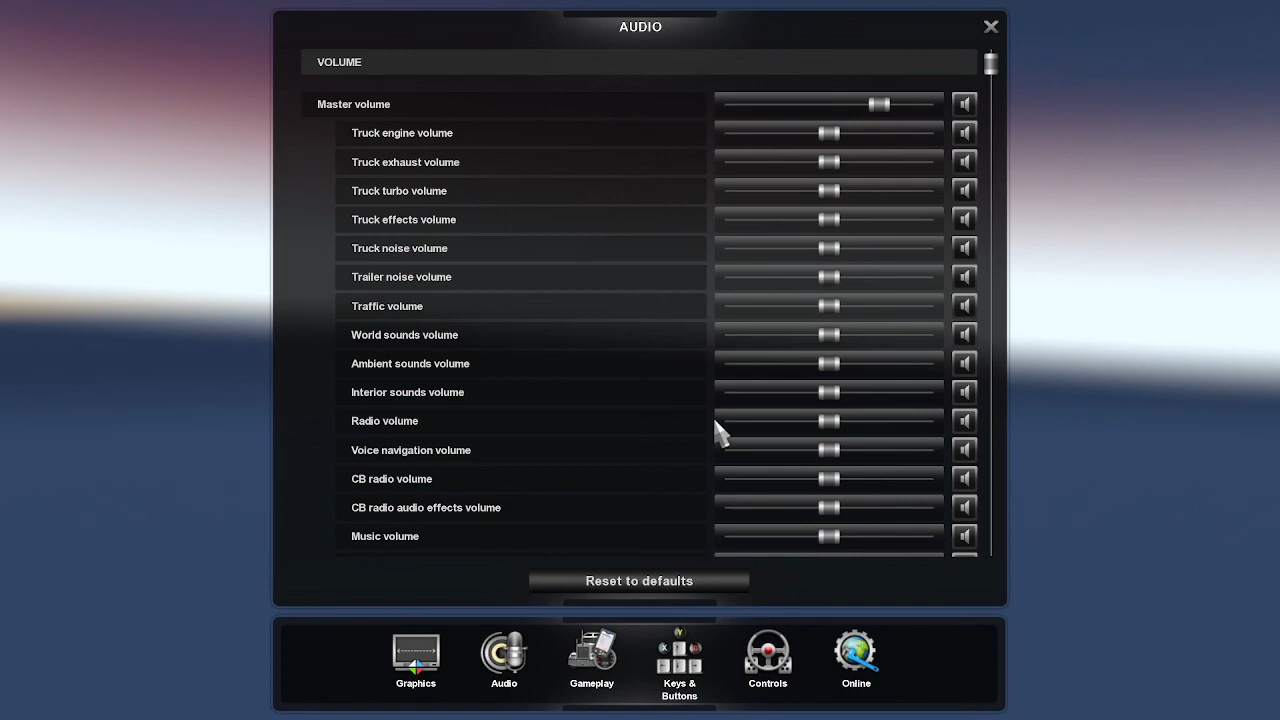 AUDIO
VOLUME
Master volume
Truck engine volume
Truck exhaust volume
Truck turbo volume
Truck effects volume
Truck noise volume
Trailer noise volume
Traffic volume
World sounds volume
Ambient sounds volume
Interior sounds volume
Radio volume
Voice navigation volume
CB radio volume
CB radio audio effects volume
Music volume
Reset to defaults
Graphics
Audio
Gameplay
Keys &
Buttons
Controls
Online